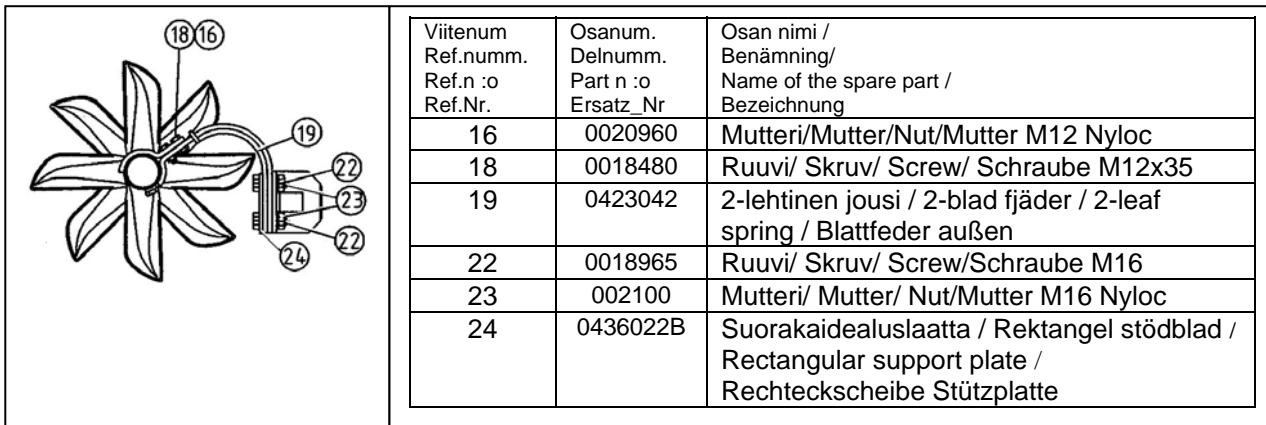 18 16
19
22
23
22
24
Viitenum Osanum. Osan nimi /
Ref.numm. Delnumm. Benämning/
Ref.n :o Part n :o Name of the spare part /
Ref.Nr. Ersatz_Nr Bezeichnung
16 0020960 Mutteri/Mutter/Nut/Mutter M12 Nyloc
18 0018480 Ruuvi/ Skruv/ Screw/ Schraube M12x35
19 0423042 2-lehtinen jousi / 2-blad fjäder / 2-leaf
spring / Blattfeder außen
22 0018965 Ruuvi/ Skruv/ Screw/Schraube M16
23 002100 Mutteri/ Mutter/ Nut/Mutter M16 Nyloc
24 0436022B Suorakaidealuslaatta / Rektangel stödblad /
Rectangular support plate /
Rechteckscheibe Stützplatte